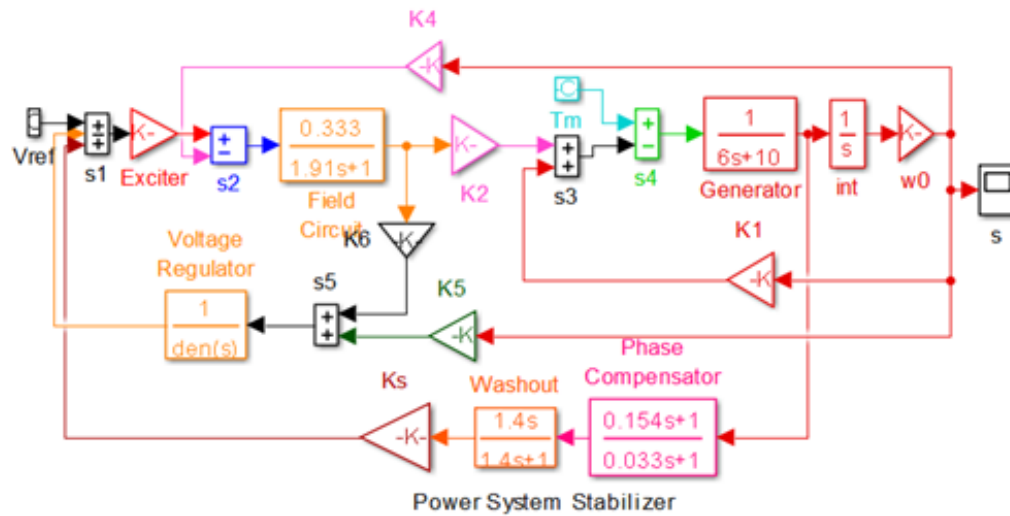 K4
Vref
+
-
+
s1
K-
Exciter
+
-
s2
0.333
1.91s+1
Field
Circuit
K-
K2
Tm
+
+
s3
+
-
s4
1
6s+10
Generator
1
s
int
K-
w0
s
-K-
K6
K1
-K
Voltage
Regulator
1
den(s)
s5
+
+
K5
-K
Ks
-K-
Washout
1.4s
1.4s+1
Phase
Compensator
0.154s+1
0.033s+1
-K
Power System Stabilizer